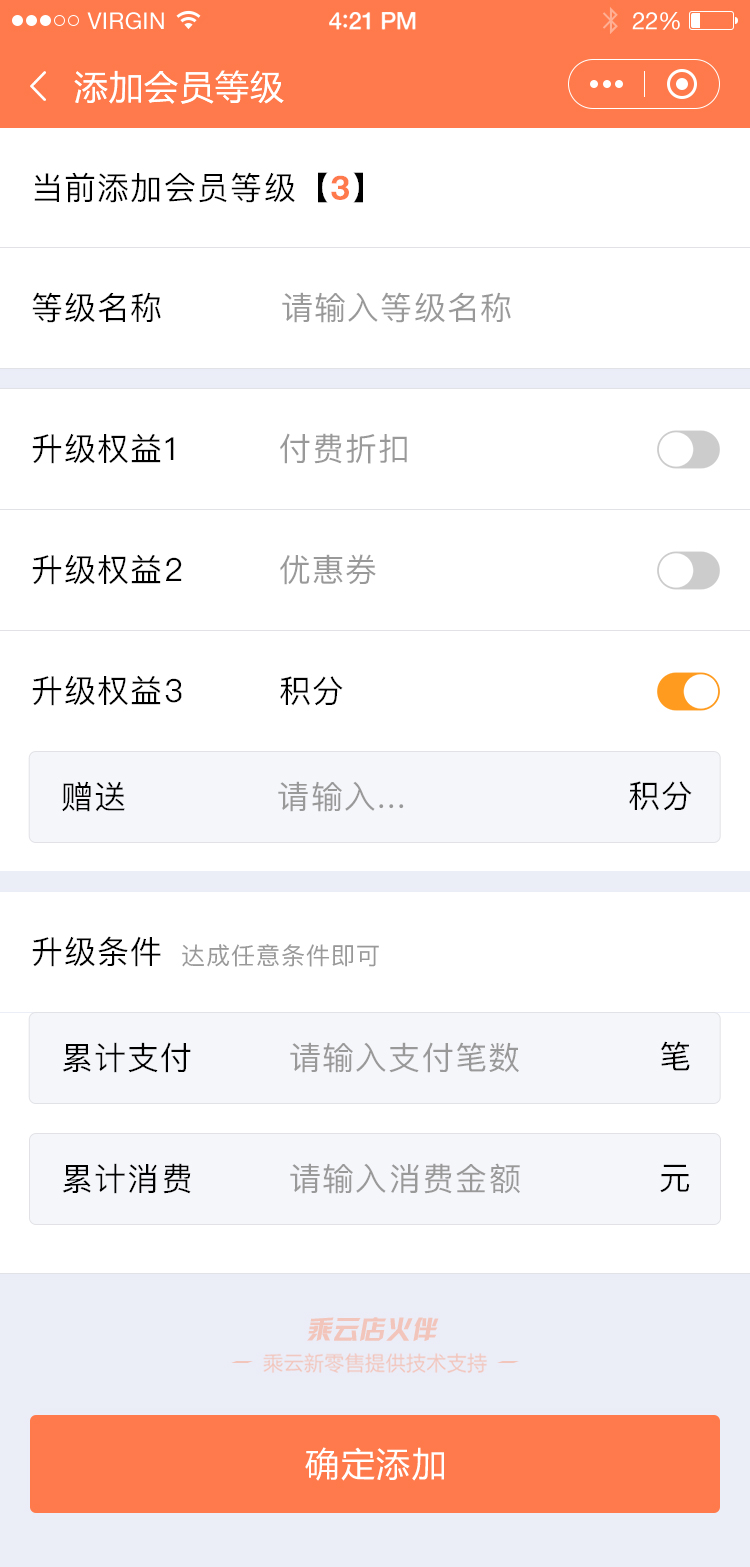 VIRGIN 4:21 PM 22%
添加会员等级
当前添加会员等级【3】
等级名称 请输入等级名称
升级权益1 付费折扣
升级权益2 优惠券
升级权益3 积分
赠送 请输入... 积分
升级条件 达成任意条件即可
累计支付 请输入支付笔数 笔
累计消费 请输入消费金额 元
乘云店火伴
乘云新零售提供技术支持
确定添加